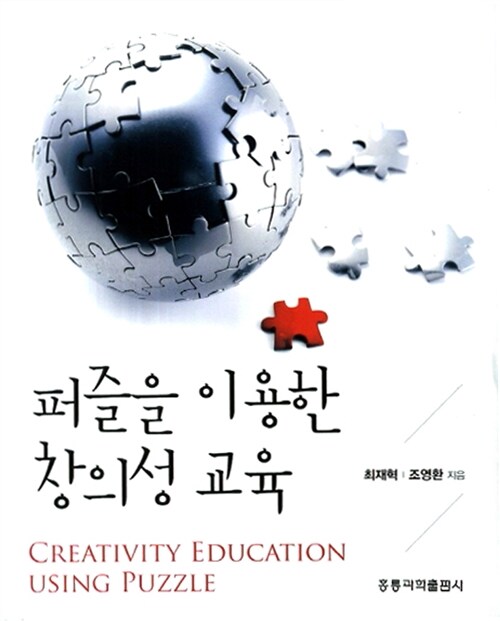 퍼즐을 이용한
창의성 교육
최재혁 | 조영환 지음
CREATIVITY EDUCATION
USING PUZZLE
홍릉과학출판사